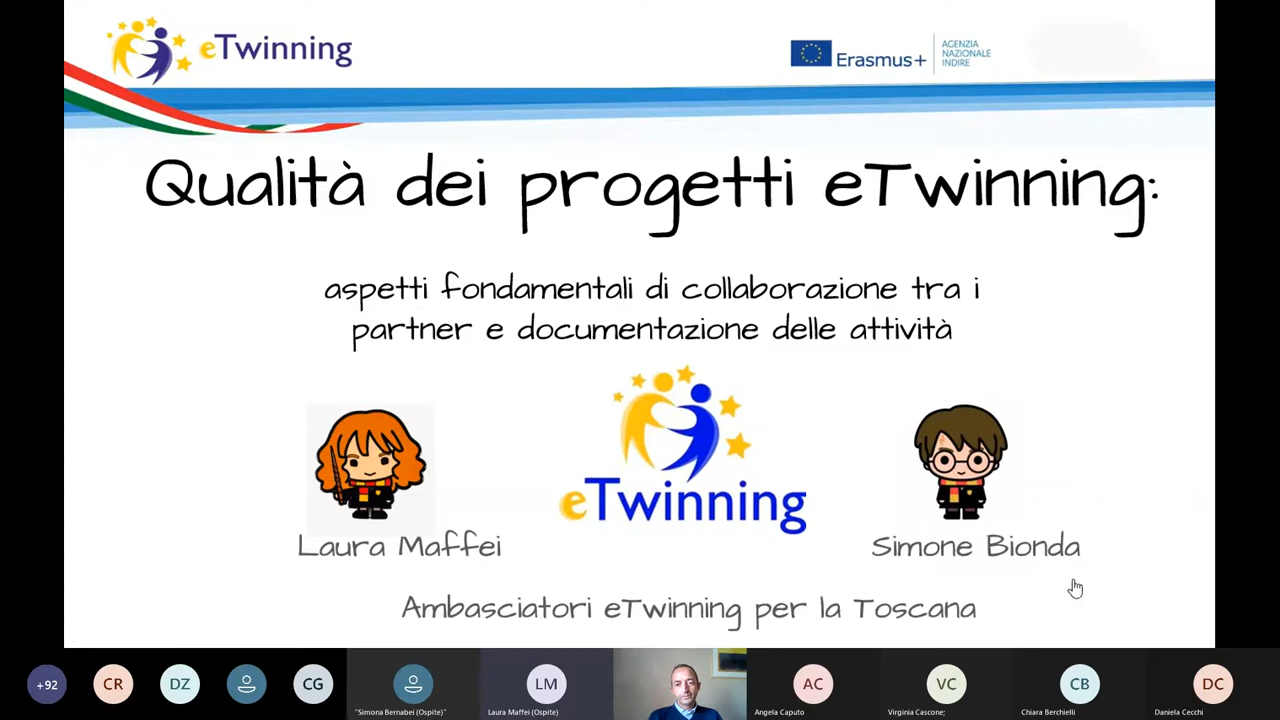 eTwinning
Erasmus+
AGENZIA
NAZIONALE
INDIRE
Qualità dei progetti eTwinning:
aspetti fondamentali di collaborazione tra i
partner e documentazione delle attività
eTwinning
Laura Maffei
Simone Bionda
Ambasciatori eTwinning per la Toscana
+92
CR
DZ
CG
LM
AC
VC
CB
DC
"Simona Bernabei (Ospite)"
Laura Maffei (Ospite)
Angela Caputo
Virginia Cascone;
Chiara Berchielli
Daniela Cecchi